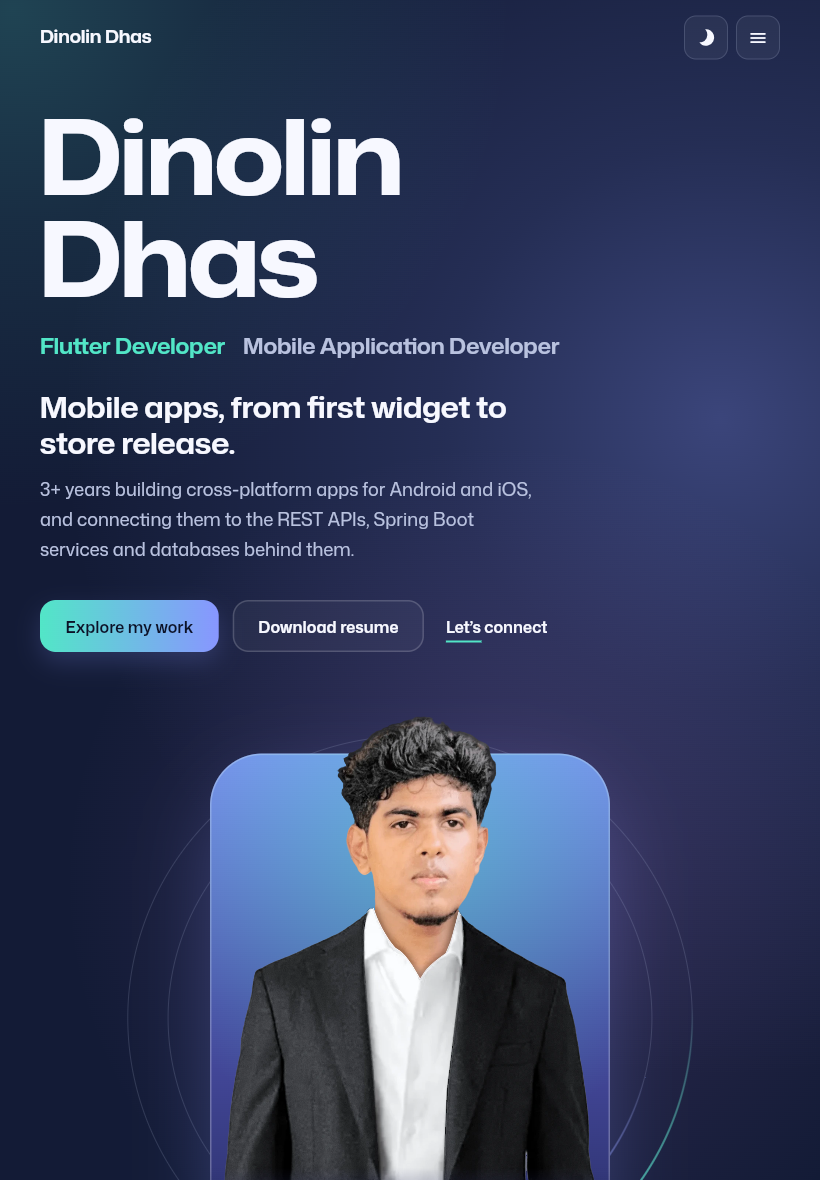 Dinolin Dhas
Dinolin
Dhas
Flutter Developer Mobile Application Developer
Mobile apps, from first widget to
store release.
3+ years building cross-platform apps for Android and iOS,
and connecting them to the REST APIs, Spring Boot
services and databases behind them.
Explore my work
Download resume
Let’s connect